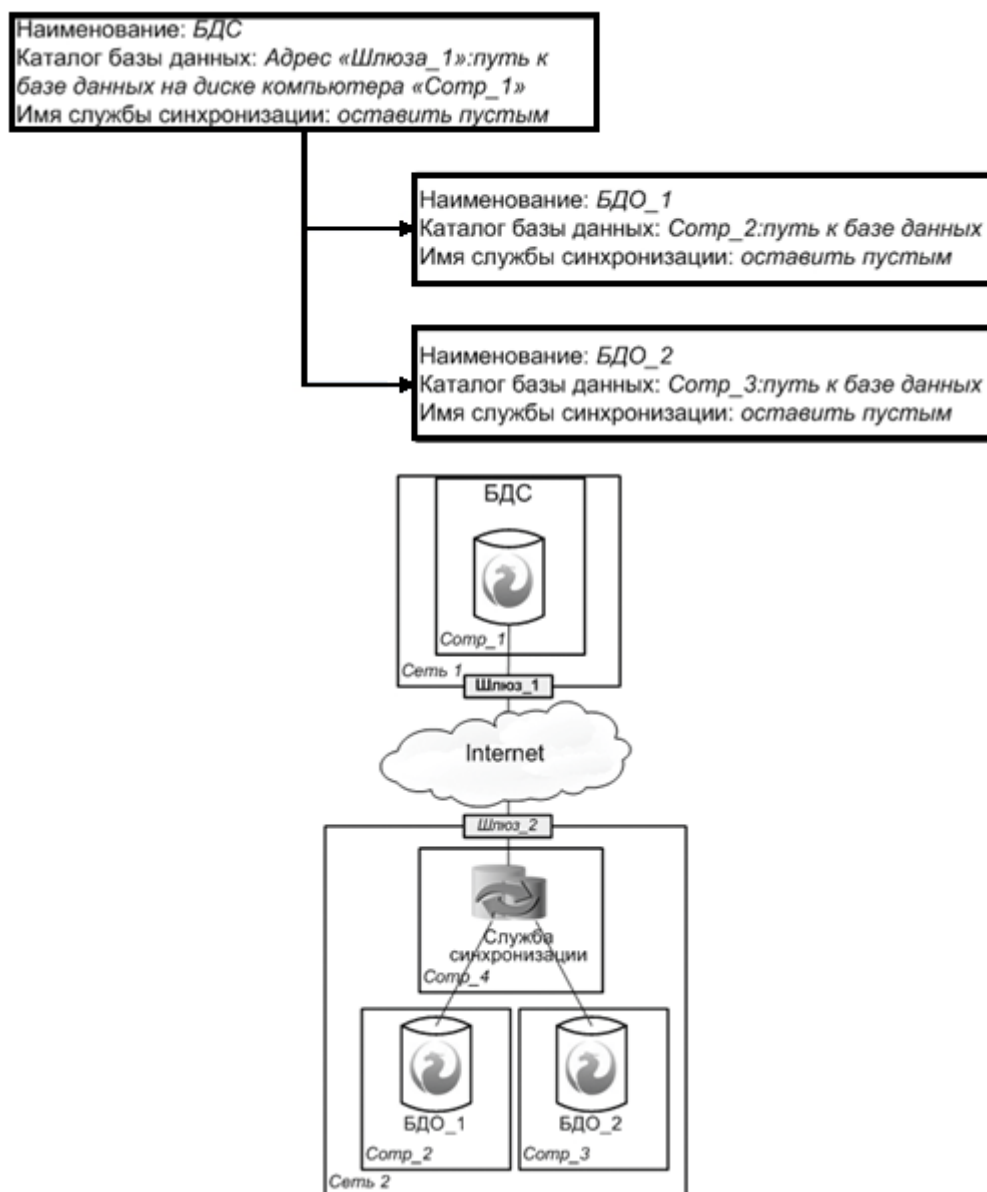 Наименование: БДС
Каталог базы данных: Адрес «Шлюза_1»:путь к
базе данных на диске компьютера «Comp_1»
Имя службы синхронизации: оставить пустым
Наименование: БДО_1
Каталог базы данных: Comp_2:путь к базе данных
Имя службы синхронизации: оставить пустым
Наименование: БДО_2
Каталог базы данных: Comp_3:путь к базе данных
Имя службы синхронизации: оставить пустым
БДС
Comp_1
Сеть 1
Шлюз_1
Internet
Шлюз_2
Служба
синхронизации
Comp_4
БДО_1
Comp_2
БДО_2
Comp_3
Сеть 2